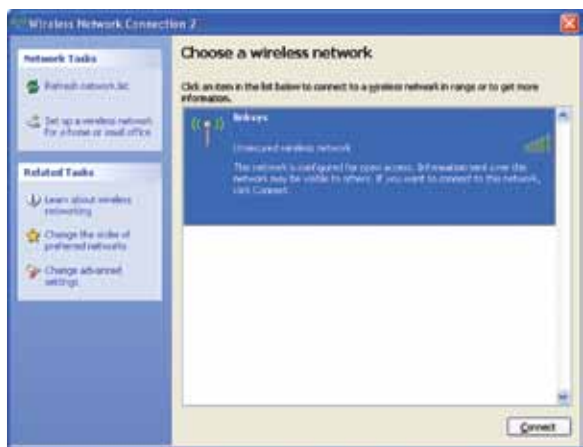 Wireless Network Connection 2
Network Tasks
Refresh network list
Set up a wireless network
for a home or small office
Related Tasks
Learn about wireless
networking
Change the order of
preferred networks
Change advanced
settings
Choose a wireless network
Click an item in the list below to connect to a wireless network in range or to get more
information.
linksys
Unsecured wireless network
This network is configured for open access. Information sent over this
network may be visible to others. If you want to connect to this network,
click Connect.
Connect